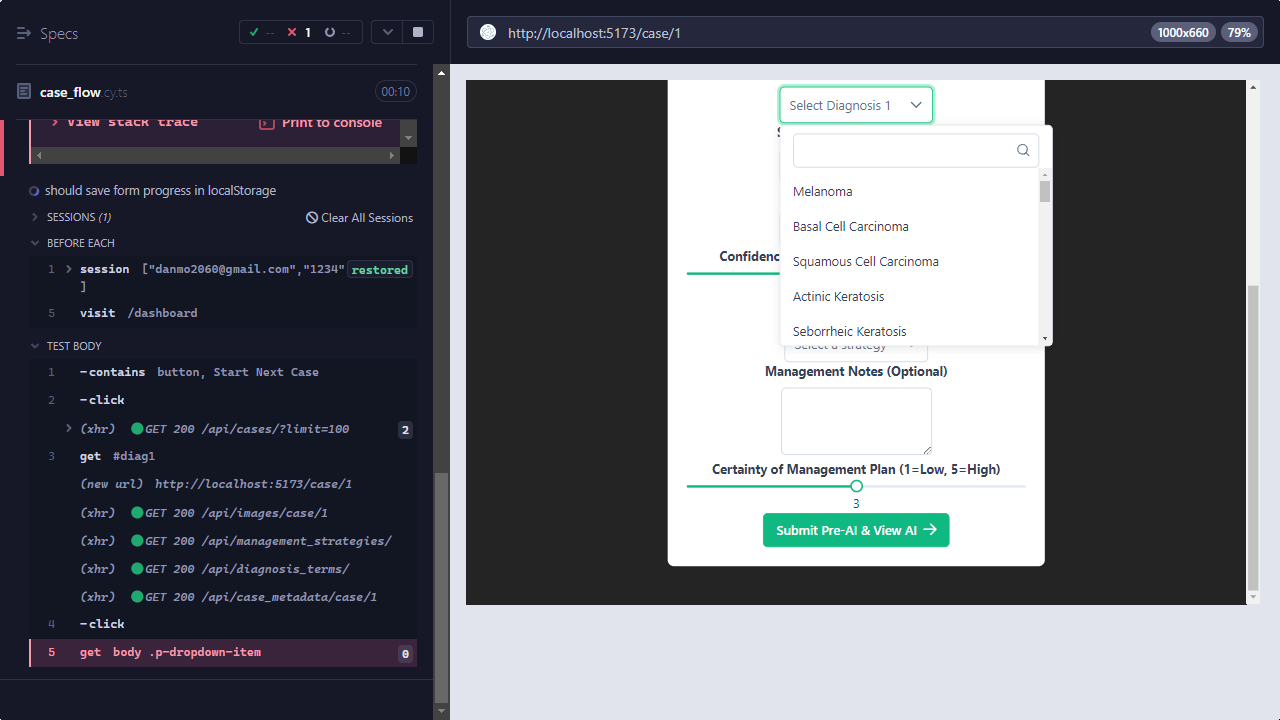 Specs
--
1
--
http://localhost:5173/case/1
1000x660
79%
case_flow.cy.ts
00:10
View stack trace
Print to console
should save form progress in localStorage
SESSIONS (1)
Clear All Sessions
BEFORE EACH
1 session ["danmo2060@gmail.com","1234" restored
]
5 visit /dashboard
TEST BODY
1 -contains button, Start Next Case
2 -click
(xhr) GET 200 /api/cases/?limit=100 2
3 get #diag1
(new url) http://localhost:5173/case/1
(xhr) GET 200 /api/images/case/1
(xhr) GET 200 /api/management_strategies/
(xhr) GET 200 /api/diagnosis_terms/
(xhr) GET 200 /api/case_metadata/case/1
4 -click
5 get body .p-dropdown-item 0
Select Diagnosis 1
Melanoma
Basal Cell Carcinoma
Squamous Cell Carcinoma
Actinic Keratosis
Seborrheic Keratosis
Select a strategy
Management Notes (Optional)
Certainty of Management Plan (1=Low, 5=High)
3
Submit Pre-AI & View AI